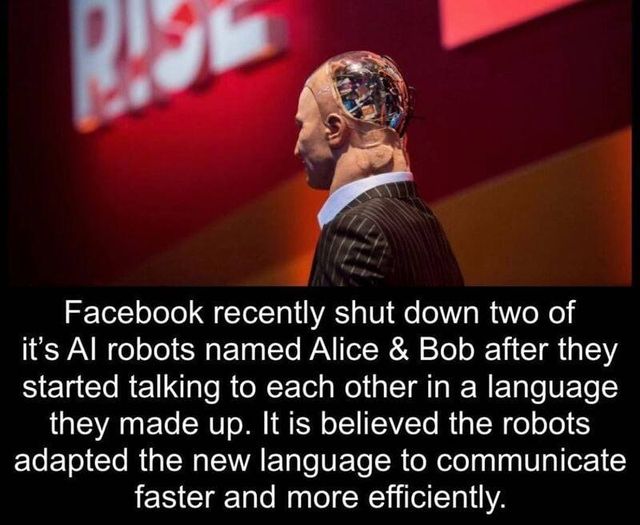 RISE
Facebook recently shut down two of
it's AI robots named Alice & Bob after they
started talking to each other in a language
they made up. It is believed the robots
adapted the new language to communicate
faster and more efficiently.